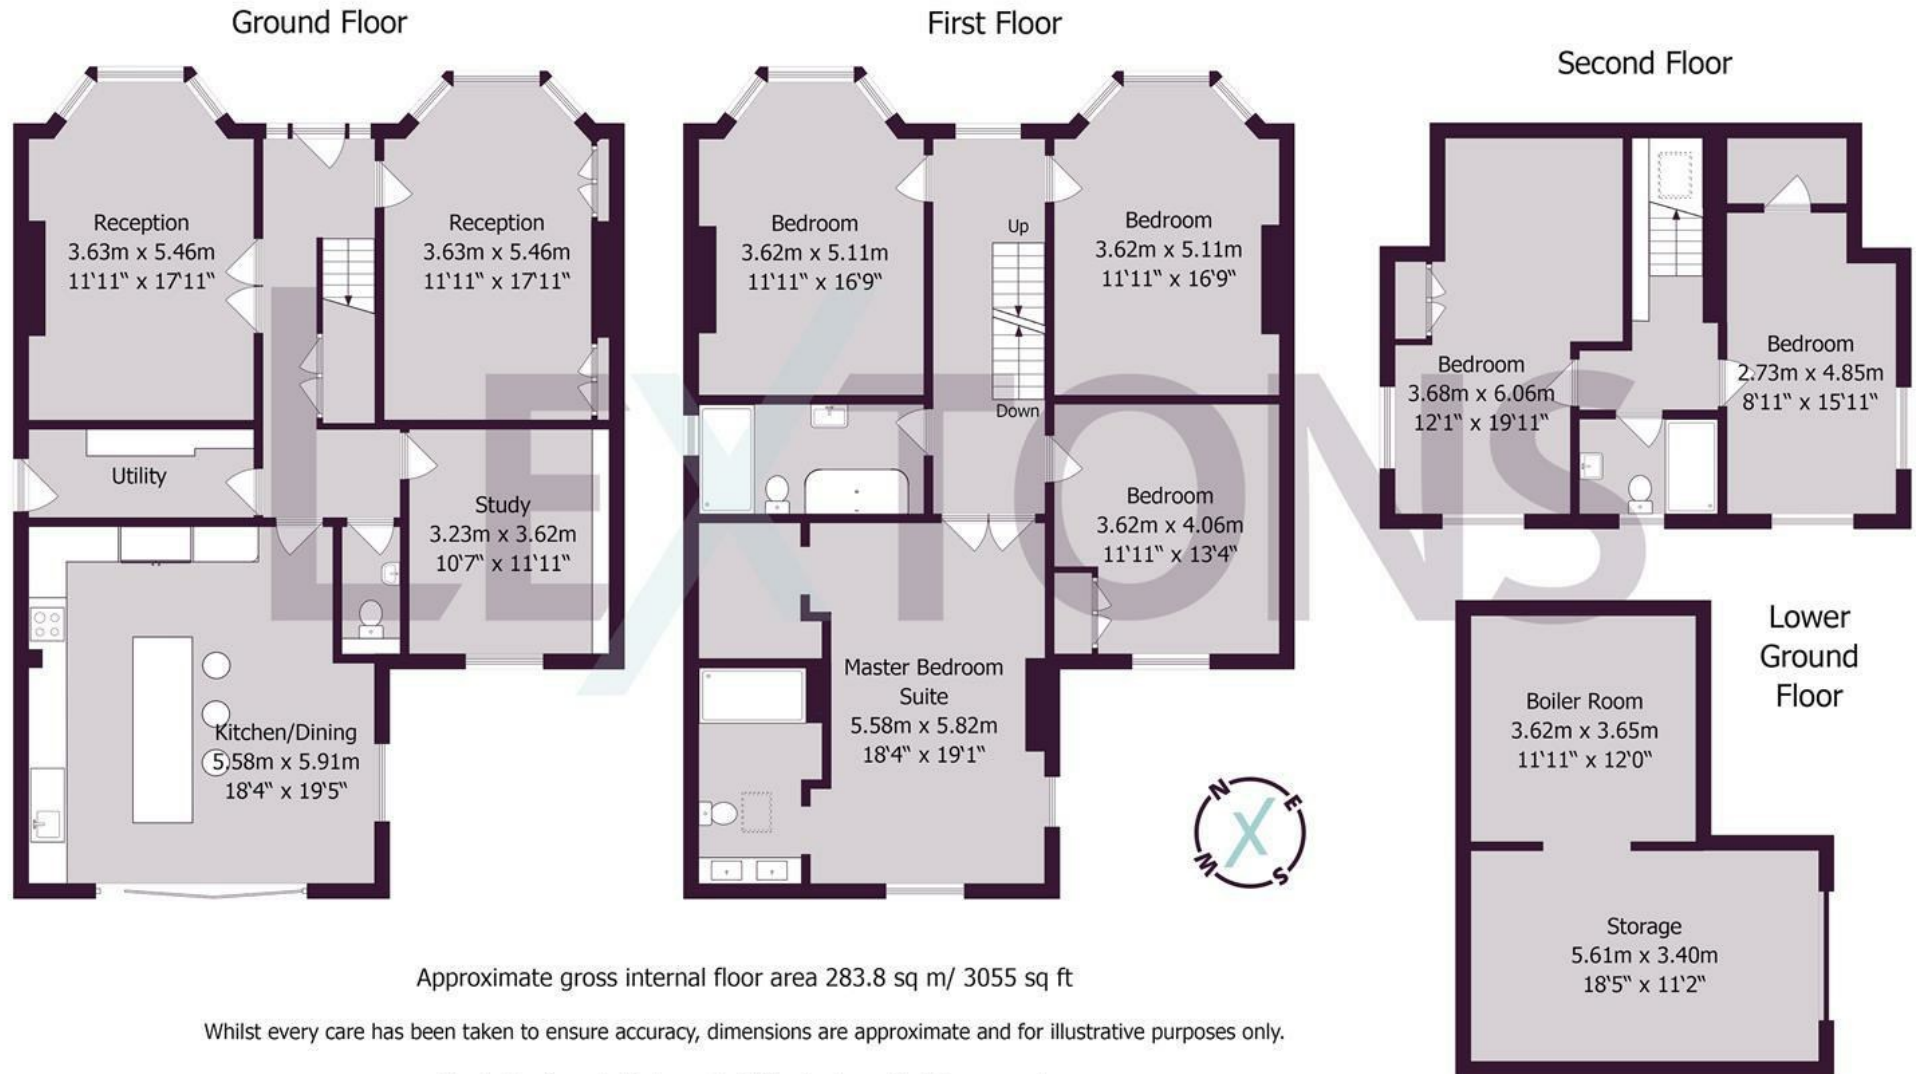 Ground Floor
First Floor
Second Floor
Reception
3.63m x 5.46m
11'11" x 17'11"
Reception
3.63m x 5.46m
11'11" x 17'11"
Utility
Study
3.23m x 3.62m
10'7" x 11'11"
Kitchen/Dining
5.58m x 5.91m
18'4" x 19'5"
Bedroom
3.62m x 5.11m
11'11" x 16'9"
Up
Down
Bedroom
3.62m x 5.11m
11'11" x 16'9"
Bedroom
3.62m x 4.06m
11'11" x 13'4"
Master Bedroom
Suite
5.58m x 5.82m
18'4" x 19'1"
Bedroom
3.68m x 6.06m
12'1" x 19'11"
Bedroom
2.73m x 4.85m
8'11" x 15'11"
LEXTONS
N
E
S
W
X
Lower
Ground
Floor
Boiler Room
3.62m x 3.65m
11'11" x 12'0"
Storage
5.61m x 3.40m
18'5" x 11'2"
Approximate gross internal floor area 283.8 sq m/ 3055 sq ft
Whilst every care has been taken to ensure accuracy, dimensions are approximate and for illustrative purposes only.